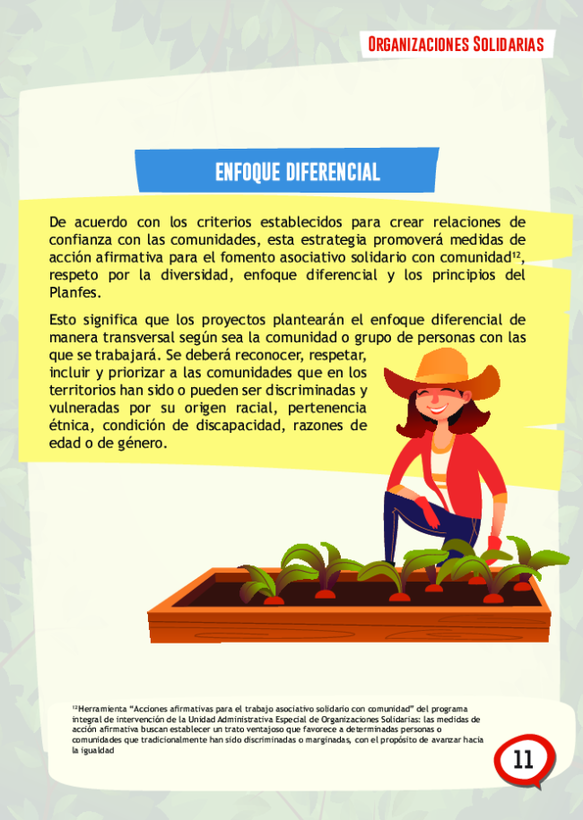 Organizaciones Solidarias
ENFOQUE DIFERENCIAL
De acuerdo con los criterios establecidos para crear relaciones de
confianza con las comunidades, esta estrategia promoverá medidas de
acción afirmativa para el fomento asociativo solidario con comunidad¹²,
respeto por la diversidad, enfoque diferencial y los principios del
Planfes.
Esto significa que los proyectos plantearán el enfoque diferencial de
manera transversal según sea la comunidad o grupo de personas con las
que se trabajará. Se deberá reconocer, respetar,
incluir y priorizar a las comunidades que en los
territorios han sido o pueden ser discriminadas y
vulneradas por su origen racial, pertenencia
étnica, condición de discapacidad, razones de
edad o de género.
¹²Herramienta “Acciones afirmativas para el trabajo asociativo solidario con comunidad” del programa
integral de intervención de la Unidad Administrativa Especial de Organizaciones Solidarias: las medidas de
acción afirmativa buscan establecer un trato ventajoso que favorece a determinadas personas o
comunidades que tradicionalmente han sido discriminadas o marginadas, con el propósito de avanzar hacia
la igualdad
11